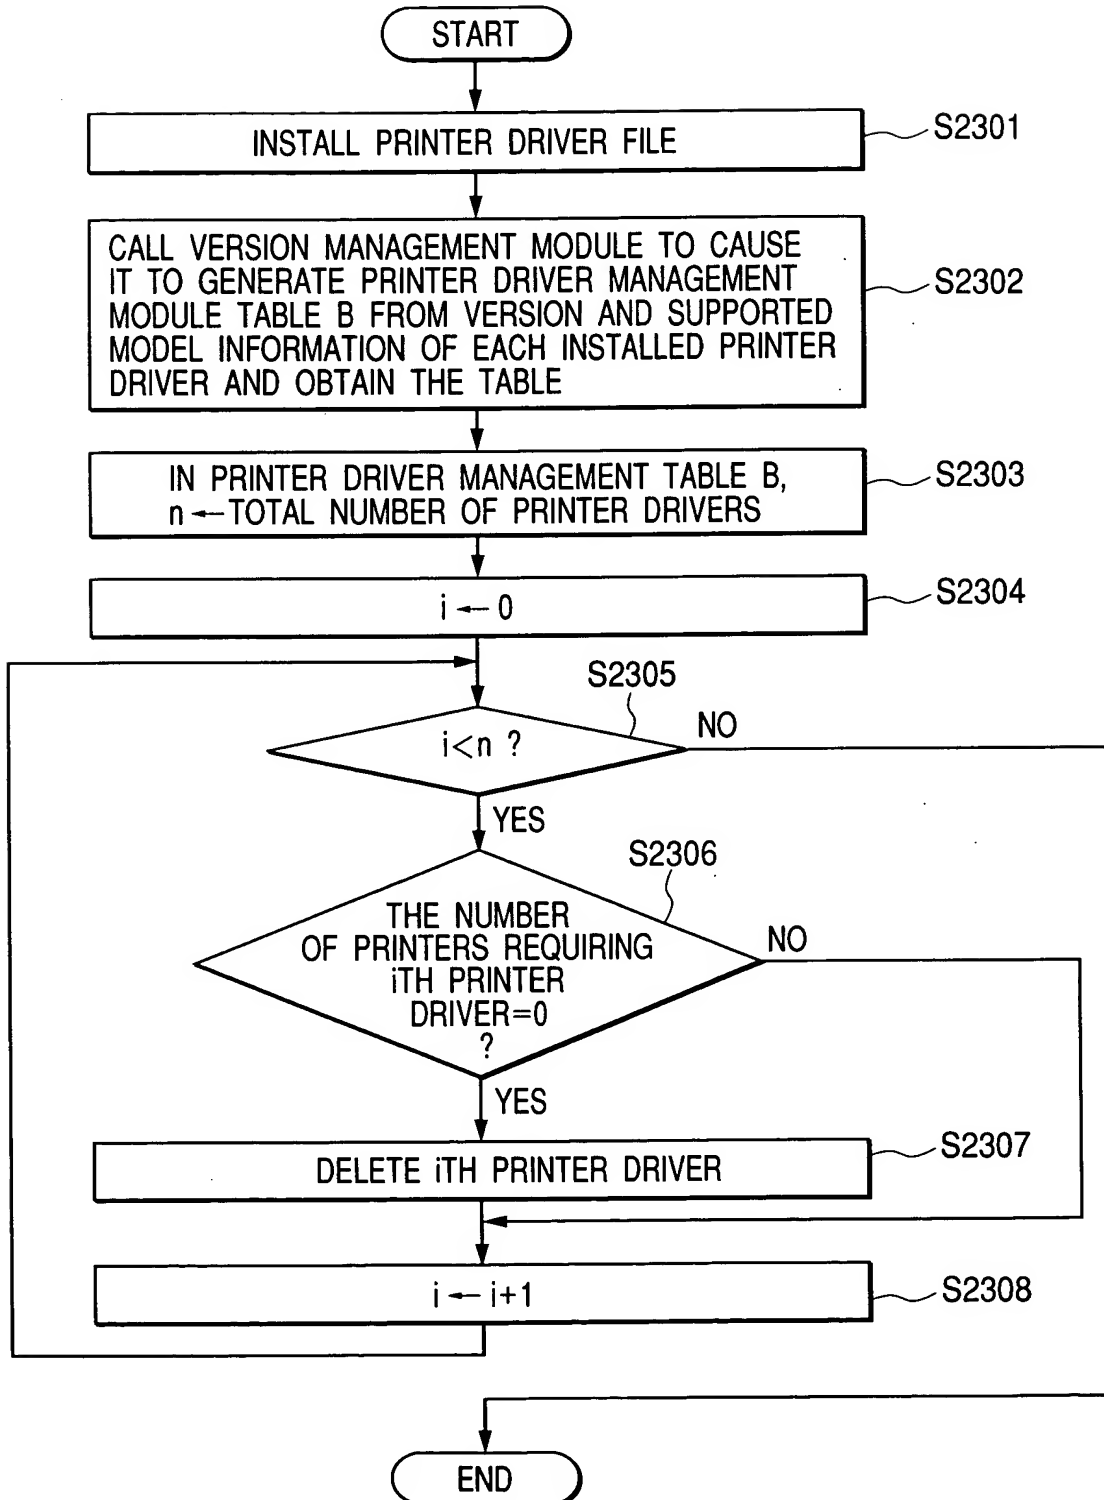 START
INSTALL PRINTER DRIVER FILE
S2301
CALL VERSION MANAGEMENT MODULE TO CAUSE
IT TO GENERATE PRINTER DRIVER MANAGEMENT
MODULE TABLE B FROM VERSION AND SUPPORTED
MODEL INFORMATION OF EACH INSTALLED PRINTER
DRIVER AND OBTAIN THE TABLE
S2302
IN PRINTER DRIVER MANAGEMENT TABLE B,
n ← TOTAL NUMBER OF PRINTER DRIVERS
S2303
i ← 0
S2304
S2305
i<n ?
NO
YES
S2306
THE NUMBER
OF PRINTERS REQUIRING
iTH PRINTER
DRIVER=0
?
NO
YES
DELETE iTH PRINTER DRIVER
S2307
i ← i+1
S2308
END